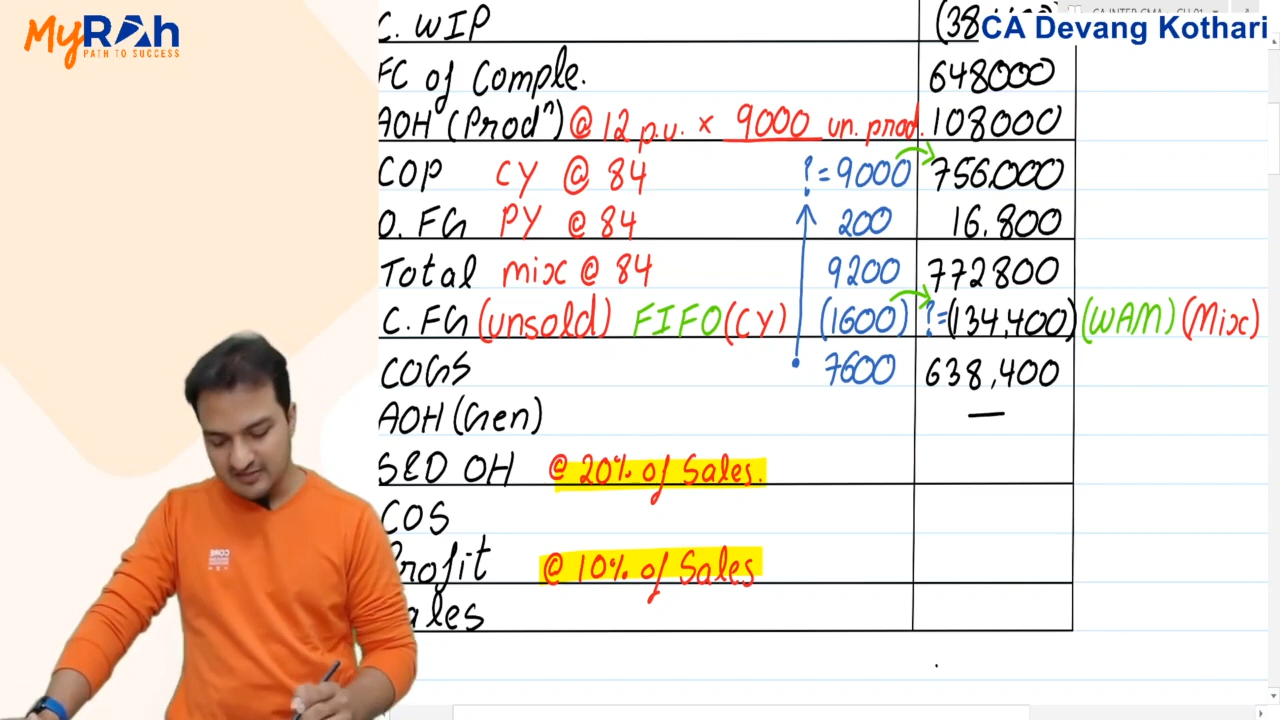 MyRAh
PATH TO SUCCESS
CA Devang Kothari
C. WIP (38
FC of Comple. 648000
AOH (Prodⁿ) @ 12 p.u. × 9000 un. prod. 108000
COP CY @ 84 ? = 9000 756000
O. FG PY @ 84 200 16.800
Total mix @ 84 9200 772800
C. FG (unsold) FIFO (CY) (1600) ? = (134,400) (WAM) (Mix)
COGS 7600 638,400
AOH (Gen) —
S&D OH @ 20% of Sales.
COS
Profit @ 10% of Sales
ales
CORE